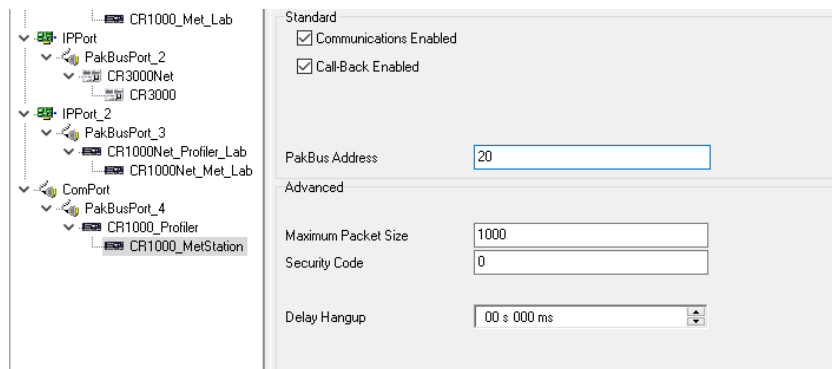 CR1000_Met_Lab
IPPort
PakBusPort_2
CR3000Net
CR3000
IPPort_2
PakBusPort_3
CR1000Net_Profiler_Lab
CR1000Net_Met_Lab
ComPort
PakBusPort_4
CR1000_Profiler
CR1000_MetStation
Standard
Communications Enabled
Call-Back Enabled
PakBus Address 20
Advanced
Maximum Packet Size 1000
Security Code 0
Delay Hangup 00 s 000 ms